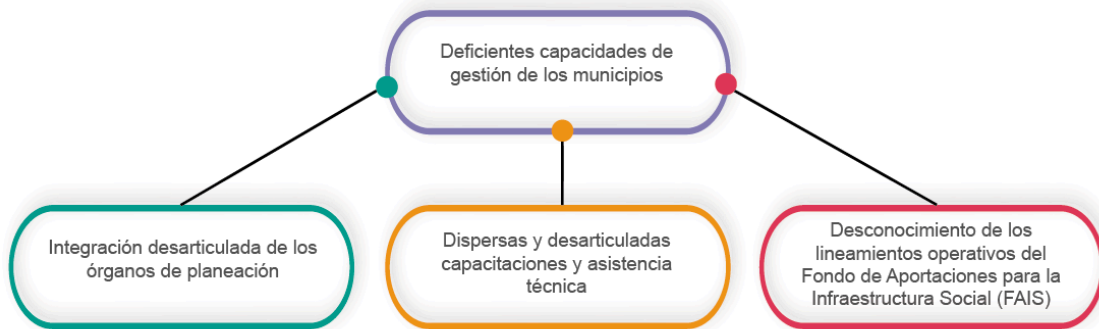 Deficientes capacidades de
gestión de los municipios
Integración desarticulada de los
órganos de planeación
Dispersas y desarticuladas
capacitaciones y asistencia
técnica
Desconocimiento de los
lineamientos operativos del
Fondo de Aportaciones para la
Infraestructura Social (FAIS)